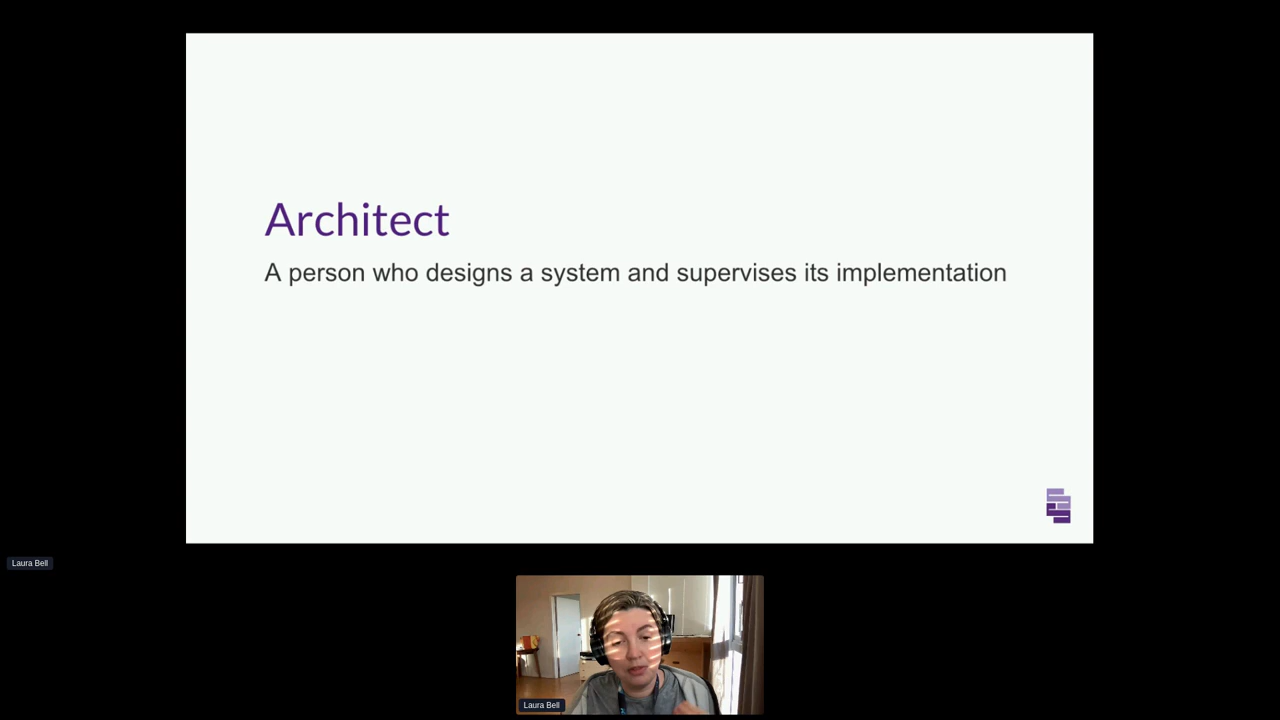 Architect
A person who designs a system and supervises its implementation
Laura Bell
Laura Bell